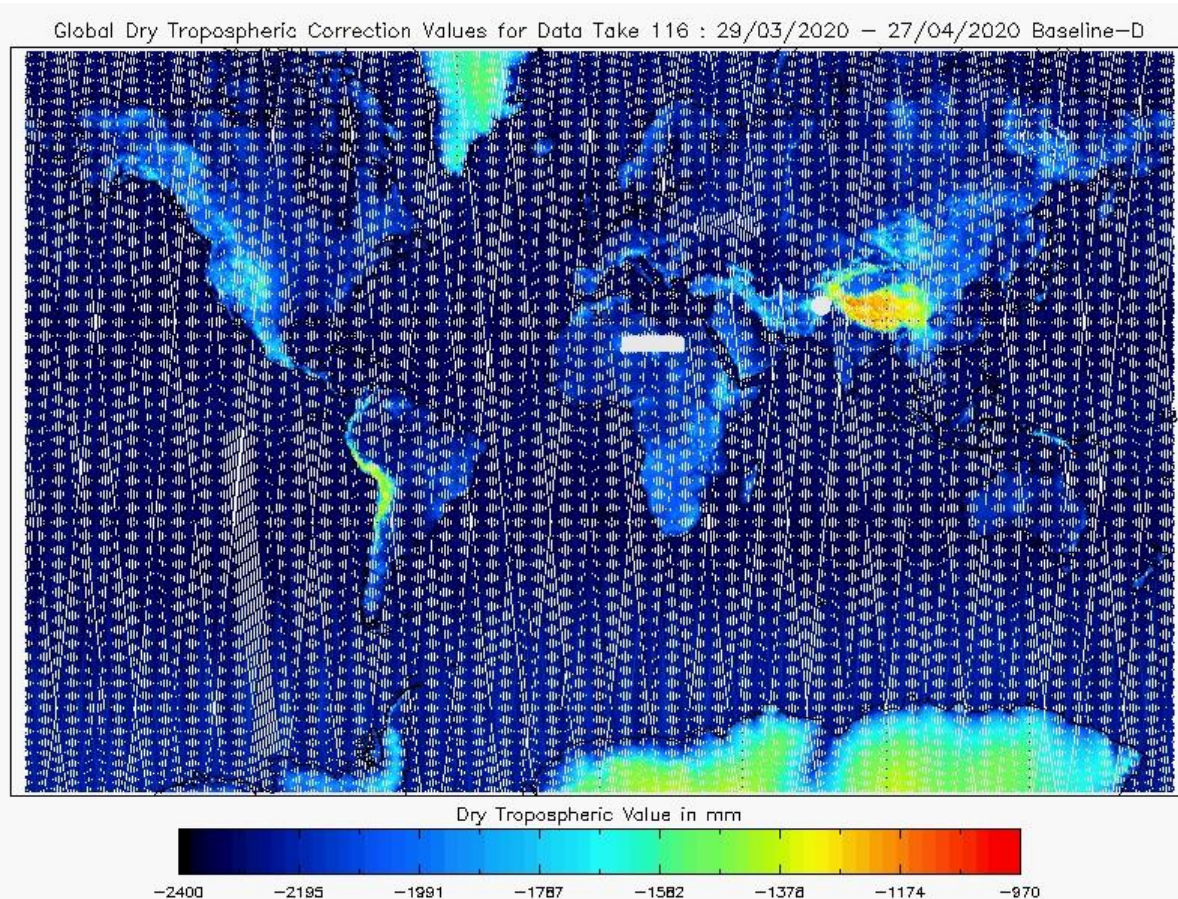 Global Dry Tropospheric Correction Values for Data Take 116 : 29/03/2020 – 27/04/2020 Baseline–D
Dry Tropospheric Value in mm
−2400 −2195 −1991 −1787 −1582 −1378 −1174 −970